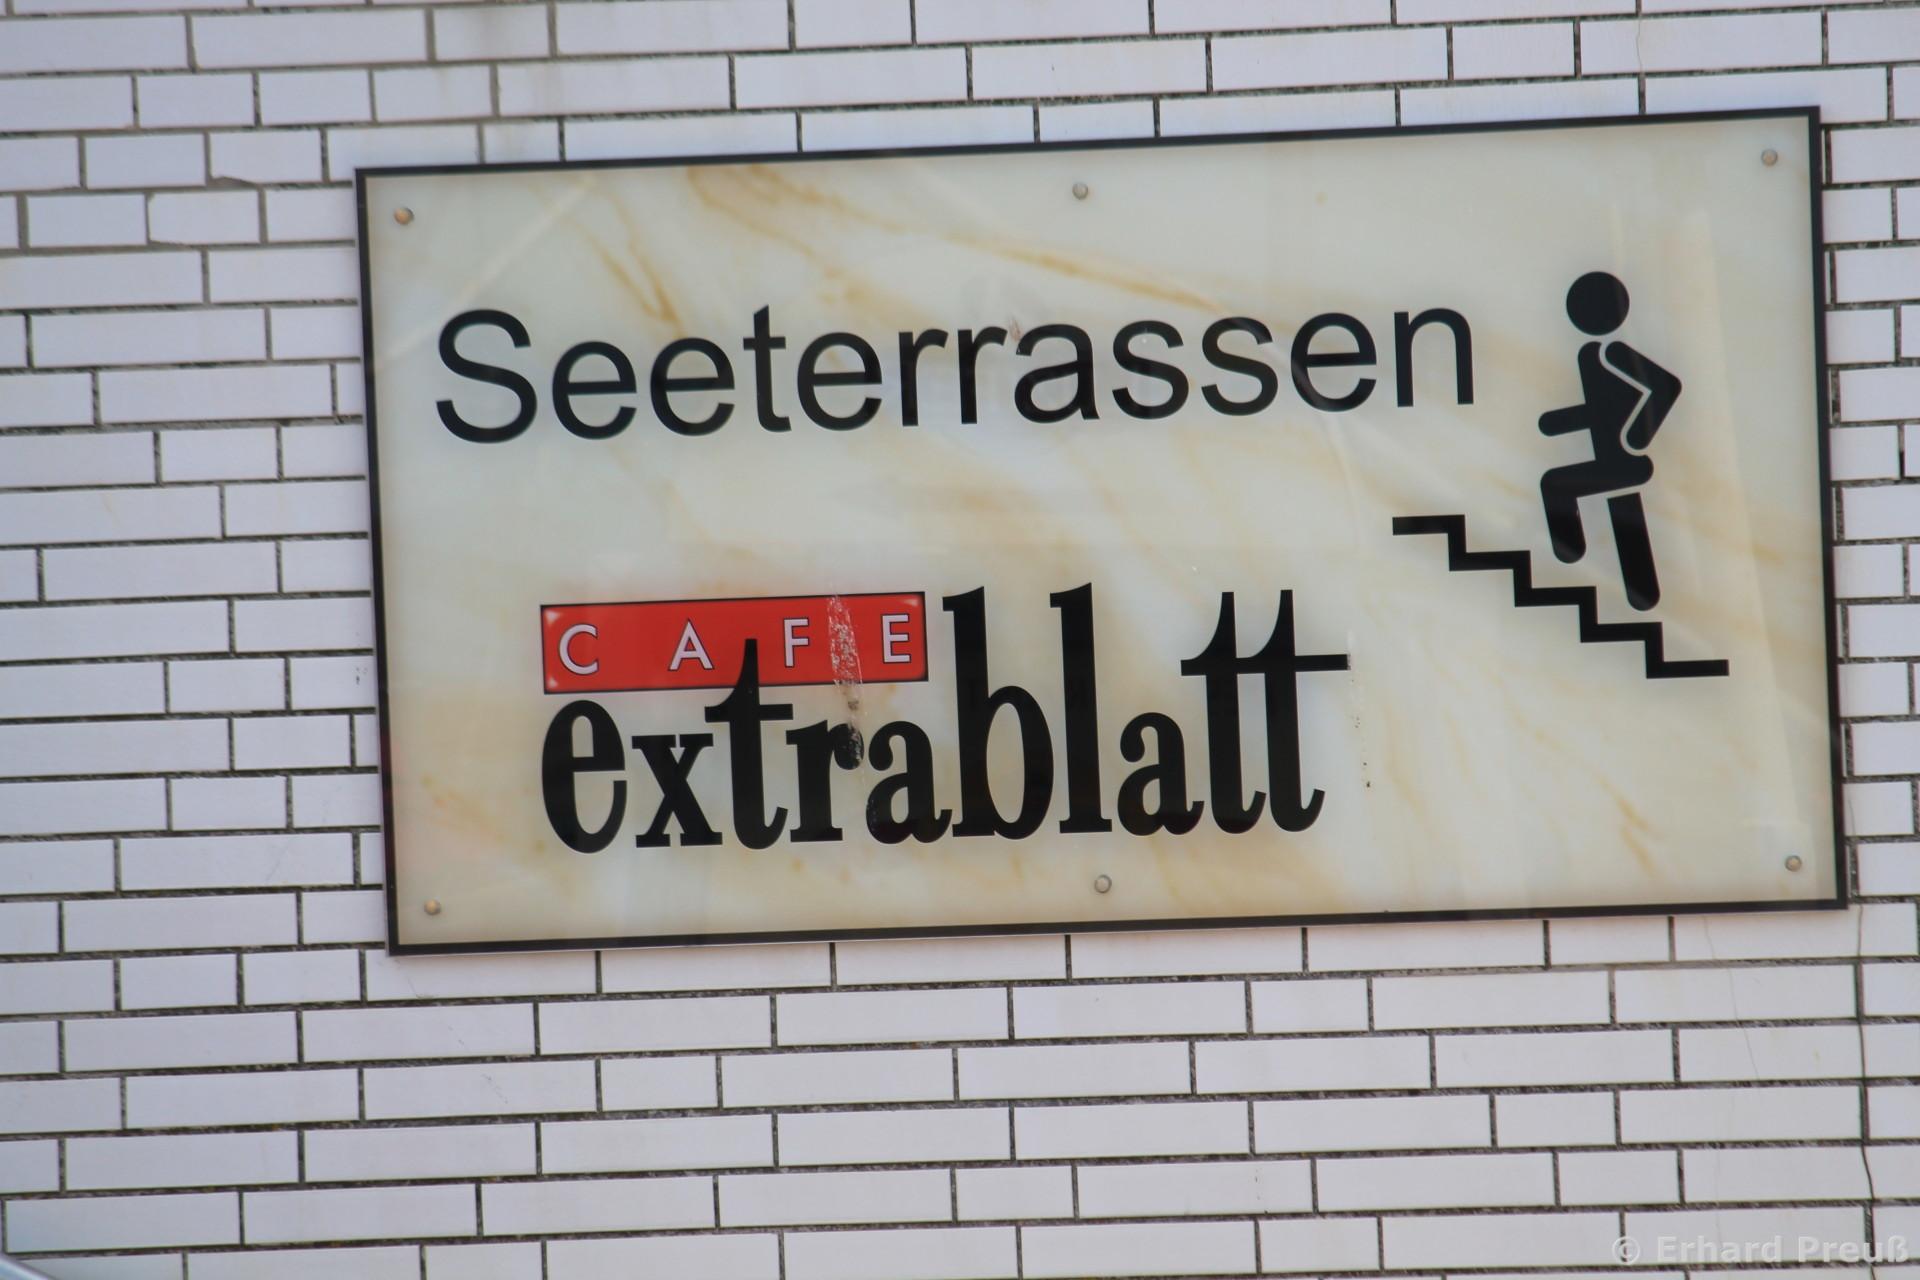 Seeterrassen
CAFE
extrablatt
© Erhard Preuß